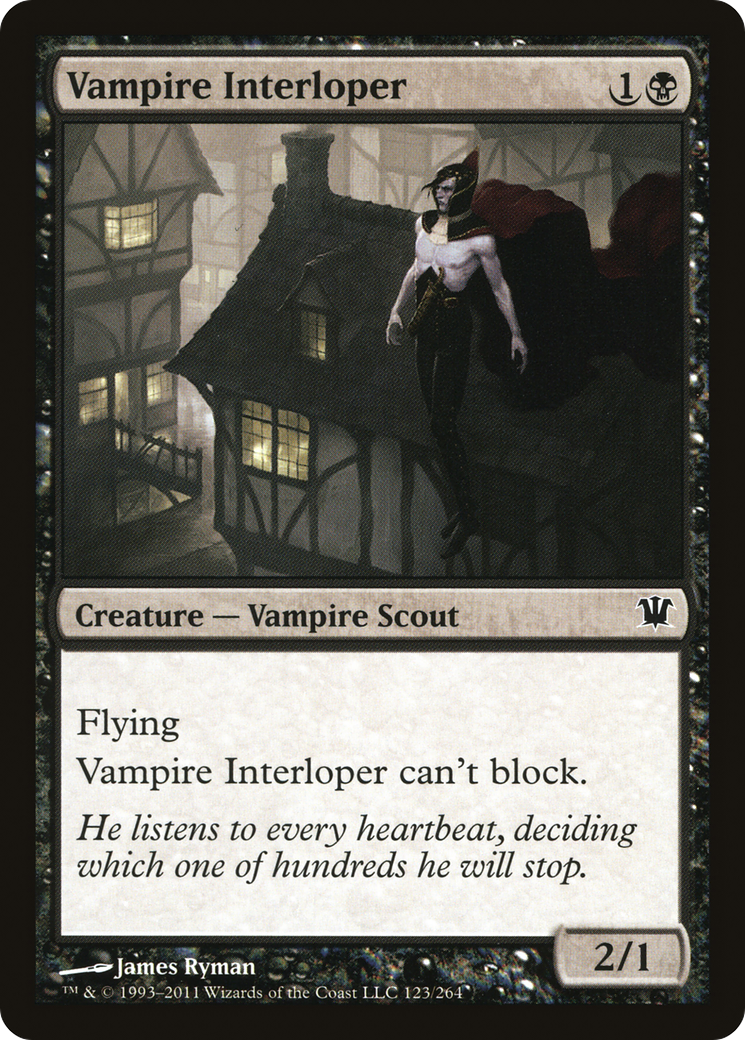 Vampire Interloper 1
Creature — Vampire Scout
Flying
Vampire Interloper can't block.
He listens to every heartbeat, deciding
which one of hundreds he will stop.
2/1
James Ryman
™ & © 1993–2011 Wizards of the Coast LLC 123/264